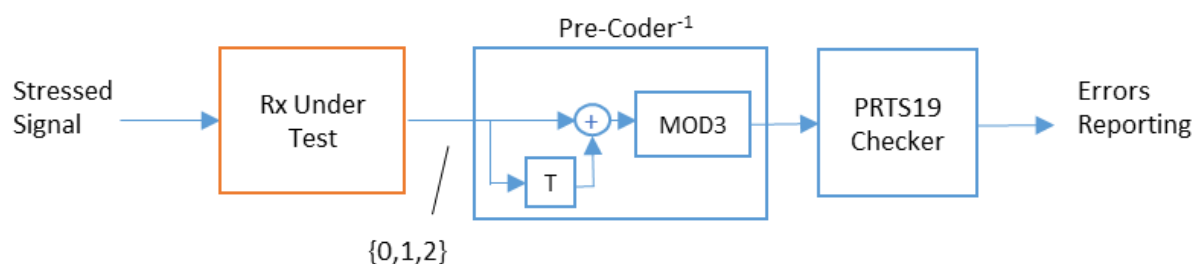 Pre-Coder-1
Stressed
Signal
Rx Under
Test
+
MOD3
T
PRTS19
Checker
Errors
Reporting
{0,1,2}